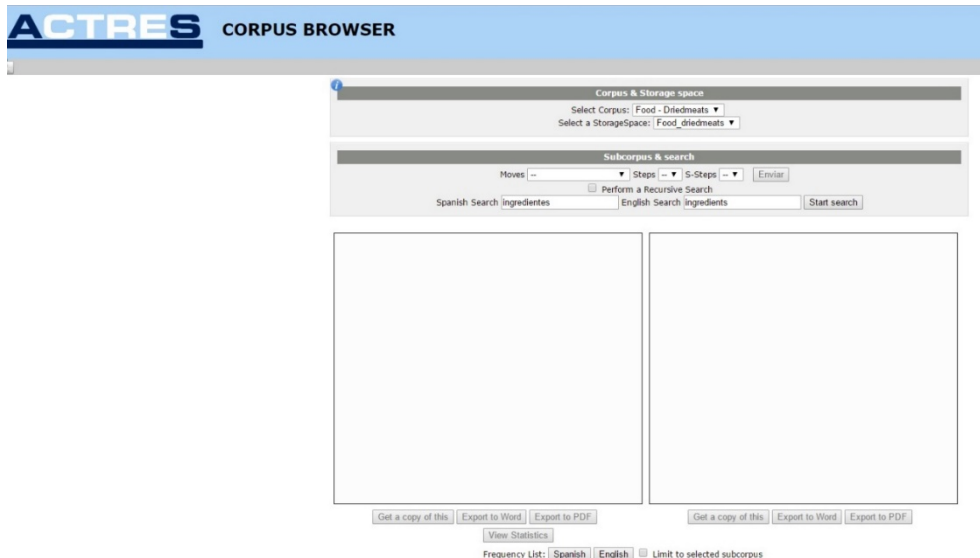 ACTRES CORPUS BROWSER
i
Corpus & Storage space
Select Corpus: Food - Driedmeats ▼
Select a StorageSpace: Food_driedmeats ▼
Subcorpus & search
Moves -- ▼ Steps -- ▼ S-Steps -- ▼ Enviar
Perform a Recursive Search
Spanish Search ingredientes English Search ingredients Start search
Get a copy of this Export to Word Export to PDF Get a copy of this Export to Word Export to PDF
View Statistics
Frequency List: Spanish English Limit to selected subcorpus